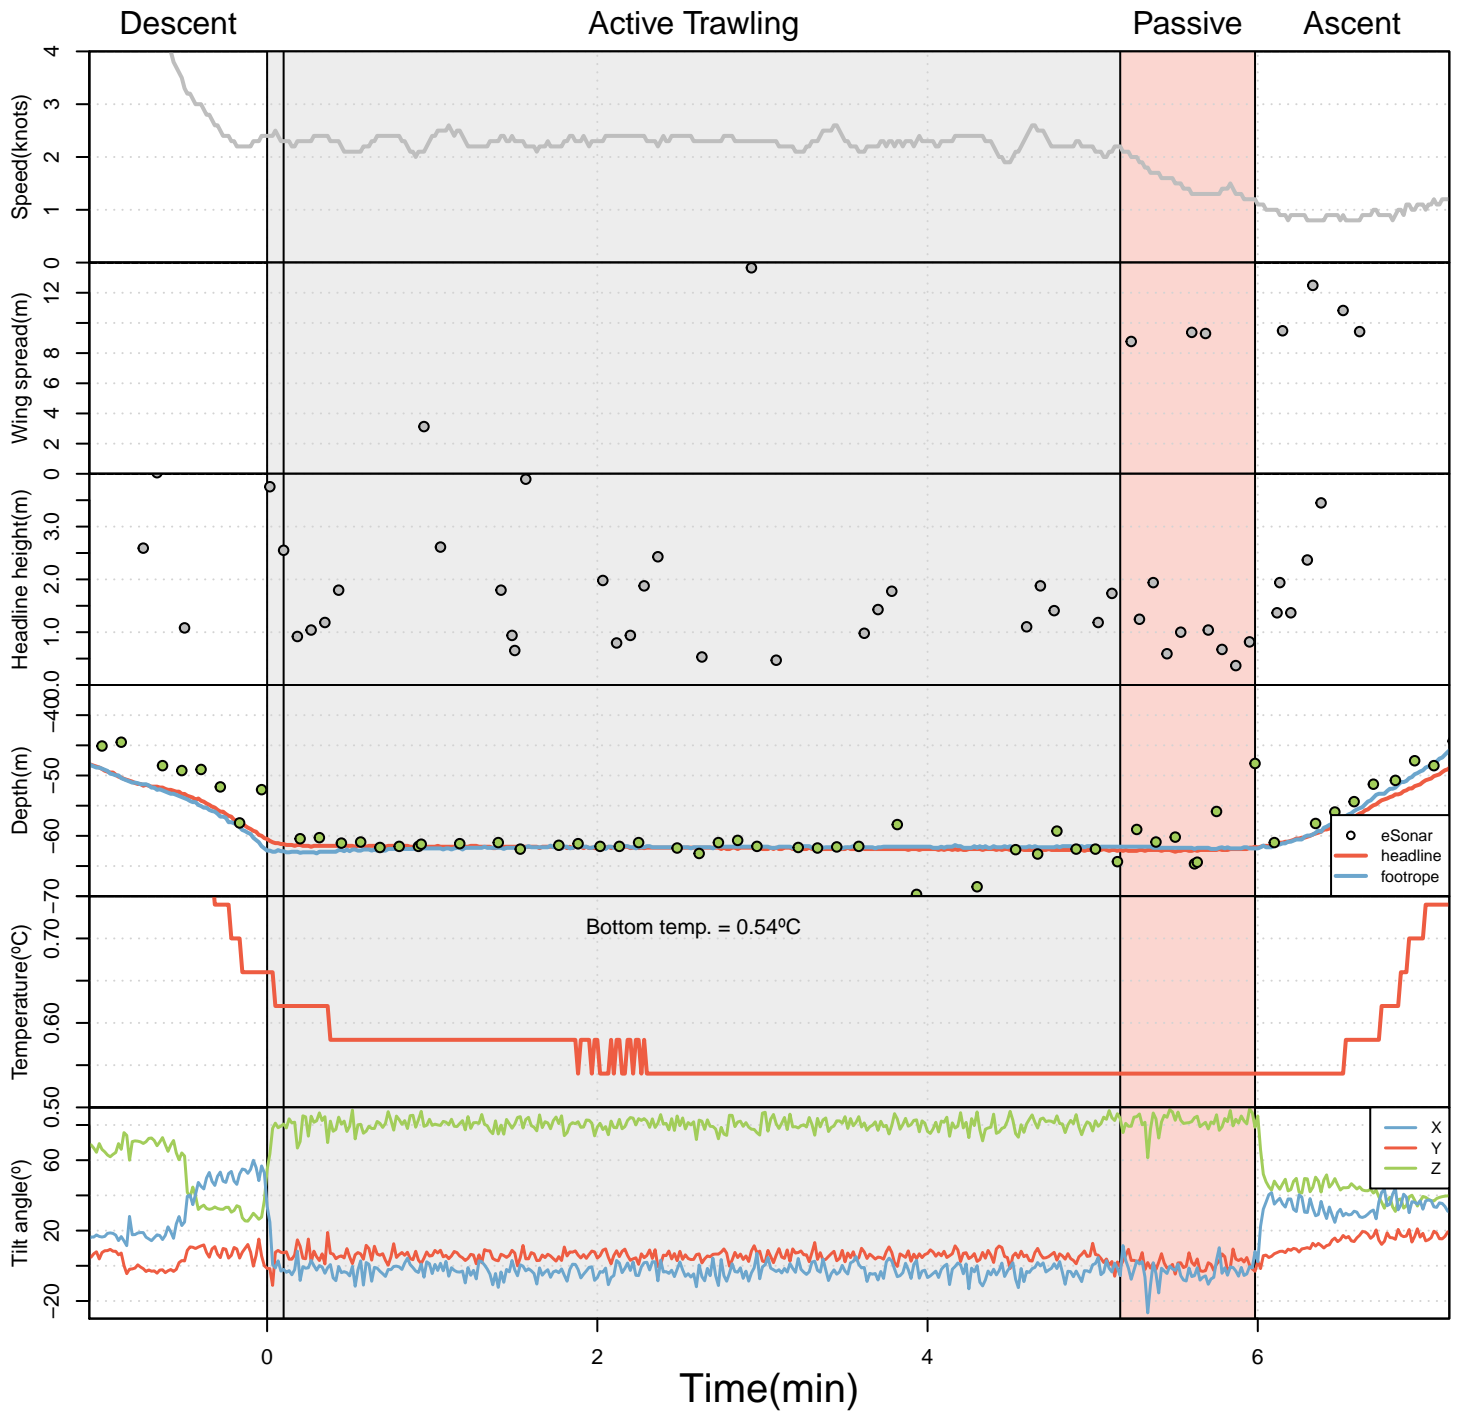 Descent Active Trawling Passive Ascent
Speed(knots)
4
3
2
1
0
Wing spread(m)
12
8
6
4
2
0
Headline height(m)
3.0
2.0
1.0
0.0
Depth(m)
−40
−50
−60
−70
eSonar
headline
footrope
Temperature(ºC)
0.70
0.60
0.50
Bottom temp. = 0.54ºC
Tilt angle(º)
60
20
−20
X
Y
Z
0 2 4 6
Time(min)